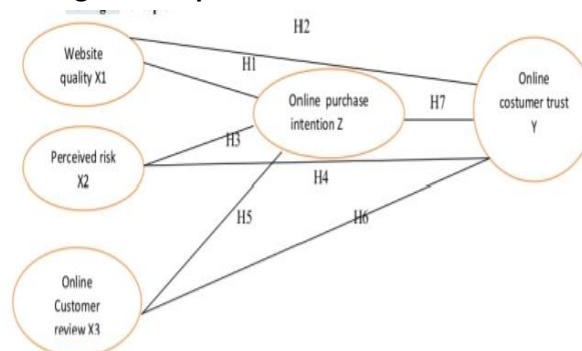 H2
Website
quality X1
H1
Online purchase
intention Z
H7
Online
costumer trust
Y
H3
Perceived risk
X2
H4
H5
H6
Online
Customer
review X3